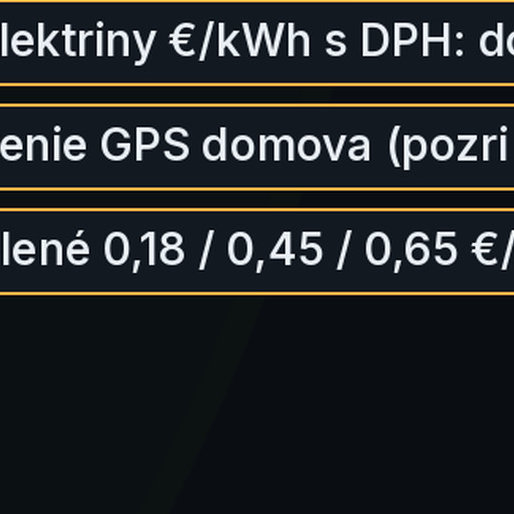 lektriny €/kWh s DPH: do
enie GPS domova (pozri
lené 0,18 / 0,45 / 0,65 €/